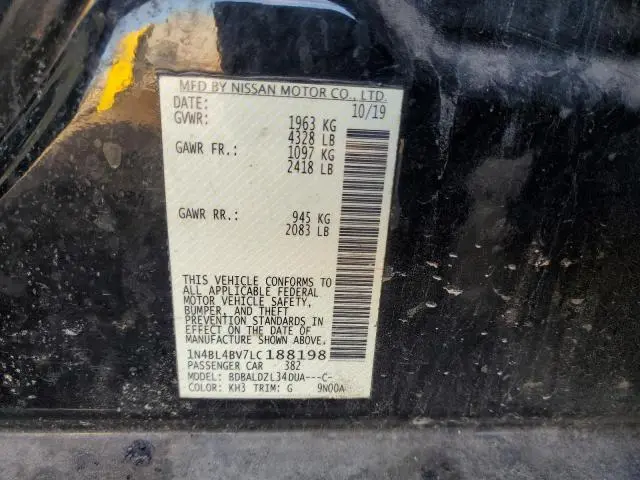 MFD BY NISSAN MOTOR CO., LTD.
DATE: 10/19
GVWR: 1963 KG
4328 LB
GAWR FR.: 1097 KG
2418 LB
GAWR RR.: 945 KG
2083 LB
THIS VEHICLE CONFORMS TO
ALL APPLICABLE FEDERAL
MOTOR VEHICLE SAFETY,
BUMPER, AND THEFT
PREVENTION STANDARDS IN
EFFECT ON THE DATE OF
MANUFACTURE SHOWN ABOVE.
1N4BL4BV7LC188198
PASSENGER CAR 382
MODEL: BDBALDZL34DUA---C-
COLOR: KH3 TRIM: G 9N00A